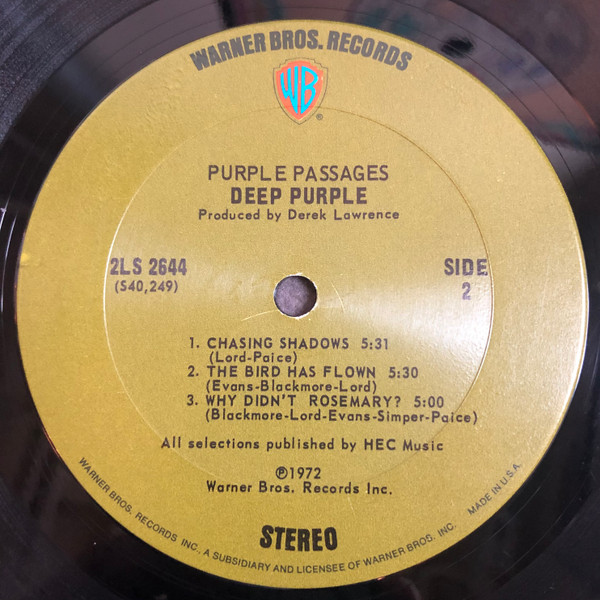 WARNER BROS. RECORDS
WB
®
PURPLE PASSAGES
DEEP PURPLE
Produced by Derek Lawrence
2LS 2644
(S40,249)
SIDE
2
1. CHASING SHADOWS 5:31
(Lord-Paice)
2. THE BIRD HAS FLOWN 5:30
(Evans-Blackmore-Lord)
3. WHY DIDN'T ROSEMARY? 5:00
(Blackmore-Lord-Evans-Simper-Paice)
All selections published by HEC Music
℗1972
Warner Bros. Records Inc.
STEREO
WARNER BROS. RECORDS INC., A SUBSIDIARY AND LICENSEE OF WARNER BROS. INC. MADE IN U.S.A.